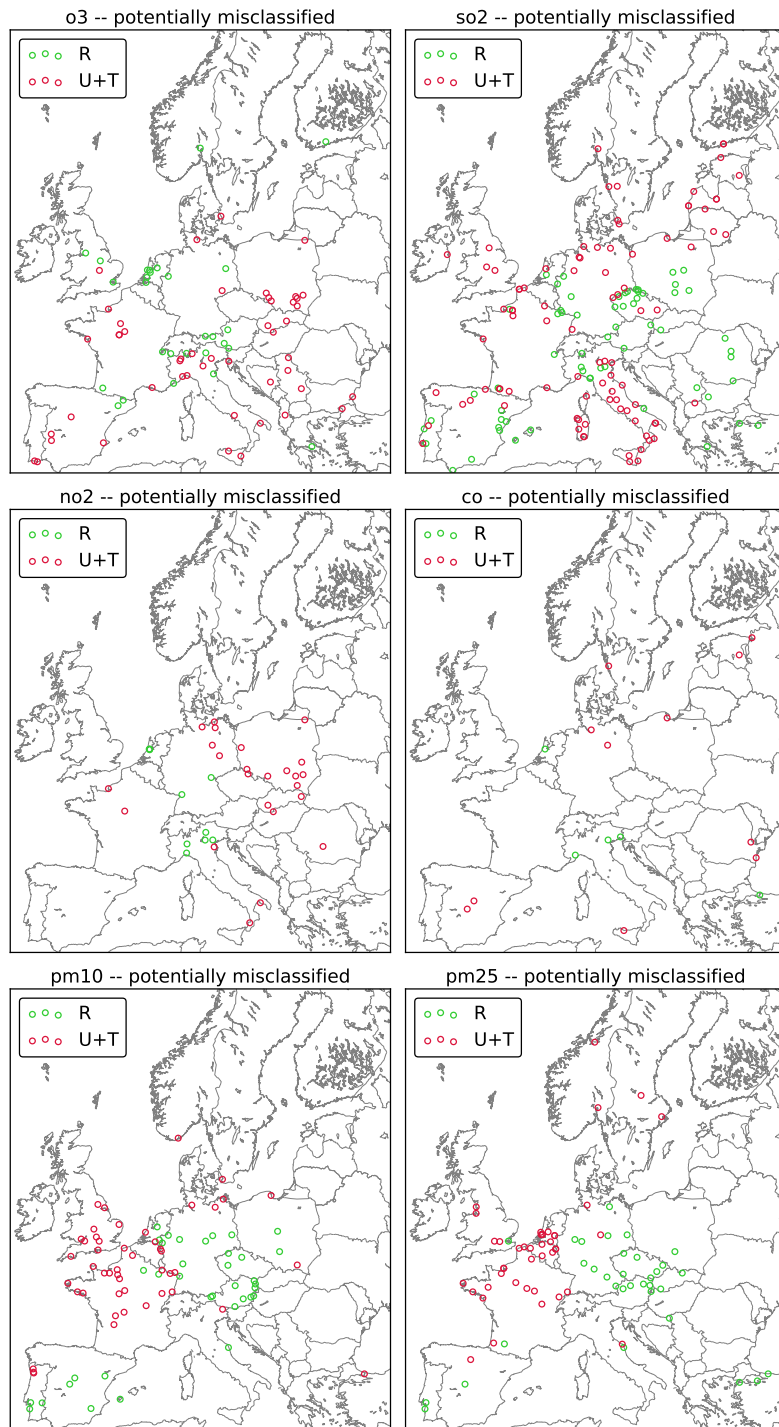 o3 -- potentially misclassified
R
U+T
so2 -- potentially misclassified
R
U+T
no2 -- potentially misclassified
R
U+T
co -- potentially misclassified
R
U+T
pm10 -- potentially misclassified
R
U+T
pm25 -- potentially misclassified
R
U+T